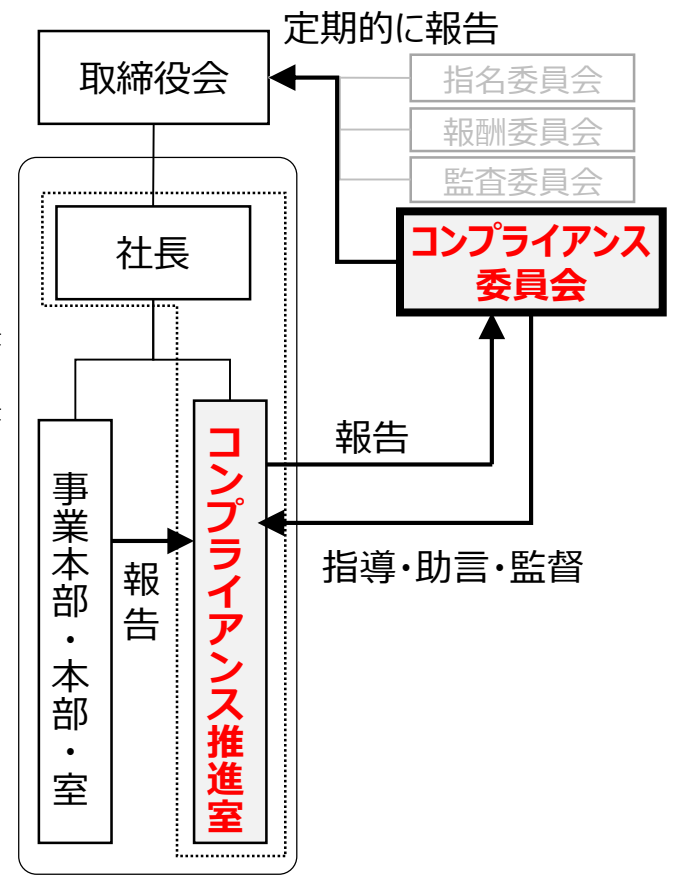 定期的に報告
取締役会
指名委員会
報酬委員会
監査委員会
コンプライアンス
委員会
社長
報告
指導・助言・監督
事業本部・本部・室
報告
コンプライアンス推進室